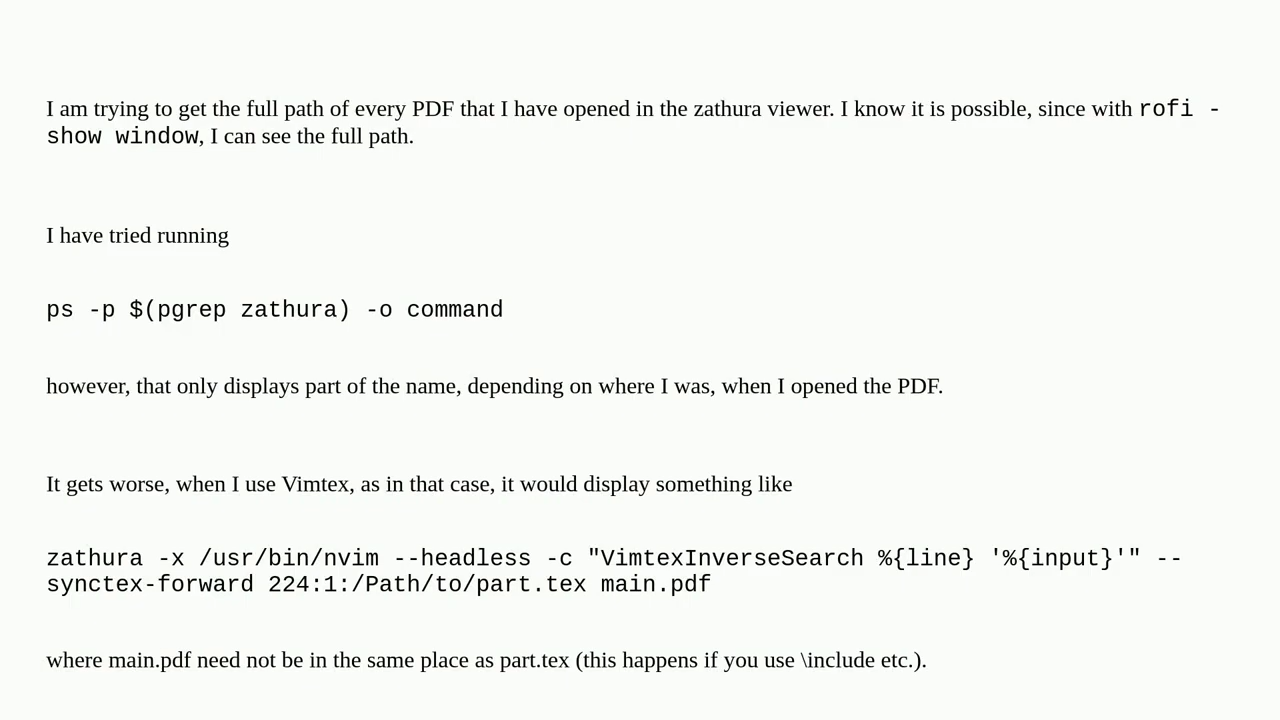 I am trying to get the full path of every PDF that I have opened in the zathura viewer. I know it is possible, since with rofi -
show window, I can see the full path.
I have tried running
ps -p $(pgrep zathura) -o command
however, that only displays part of the name, depending on where I was, when I opened the PDF.
It gets worse, when I use Vimtex, as in that case, it would display something like
zathura -x /usr/bin/nvim --headless -c "VimtexInverseSearch %{line} '%{input}'" --
synctex-forward 224:1:/Path/to/part.tex main.pdf
where main.pdf need not be in the same place as part.tex (this happens if you use \include etc.).